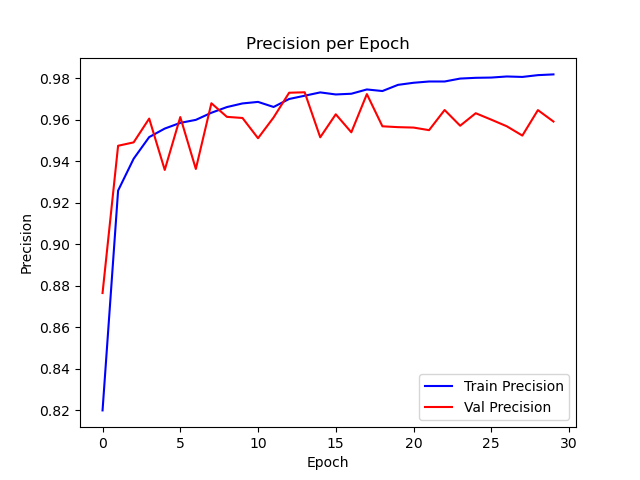 Precision per Epoch
0.98
0.96
0.94
0.92
0.90
0.88
0.86
0.84
0.82
Precision
Train Precision
Val Precision
0 5 10 15 20 25 30
Epoch